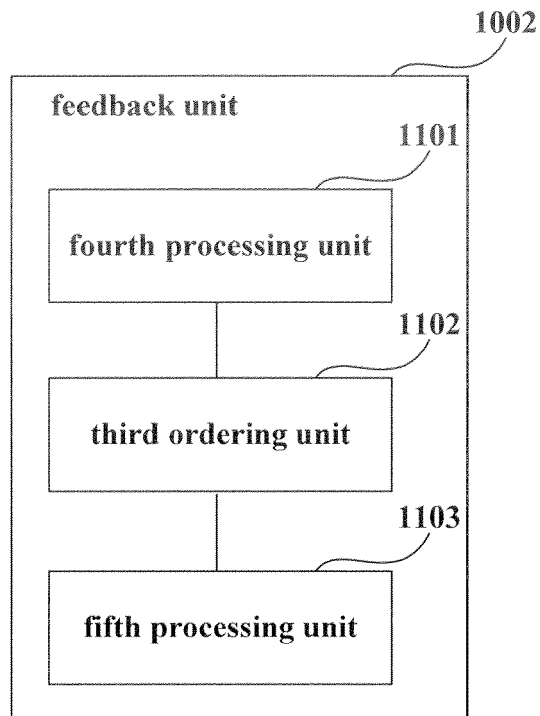 1002
feedback unit
1101
fourth processing unit
1102
third ordering unit
1103
fifth processing unit